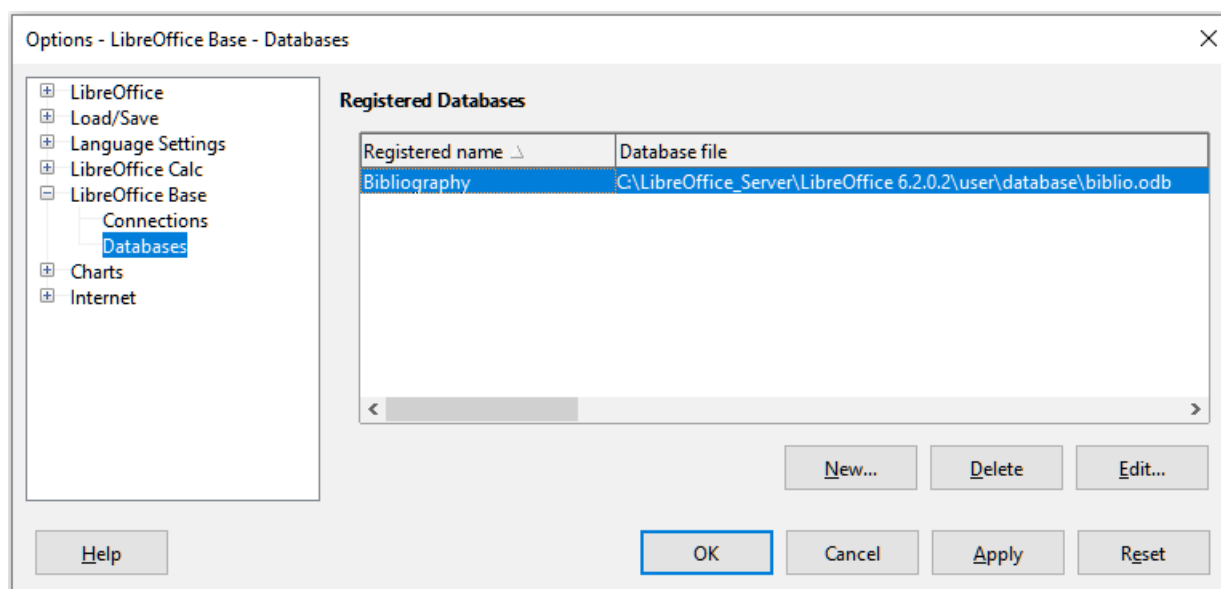 Options - LibreOffice Base - Databases
LibreOffice
Load/Save
Language Settings
LibreOffice Calc
LibreOffice Base
Connections
Databases
Charts
Internet
Registered Databases
Registered name Database file
Bibliography C:\LibreOffice_Server\LibreOffice 6.2.0.2\user\database\biblio.odb
New... Delete Edit...
Help OK Cancel Apply Reset